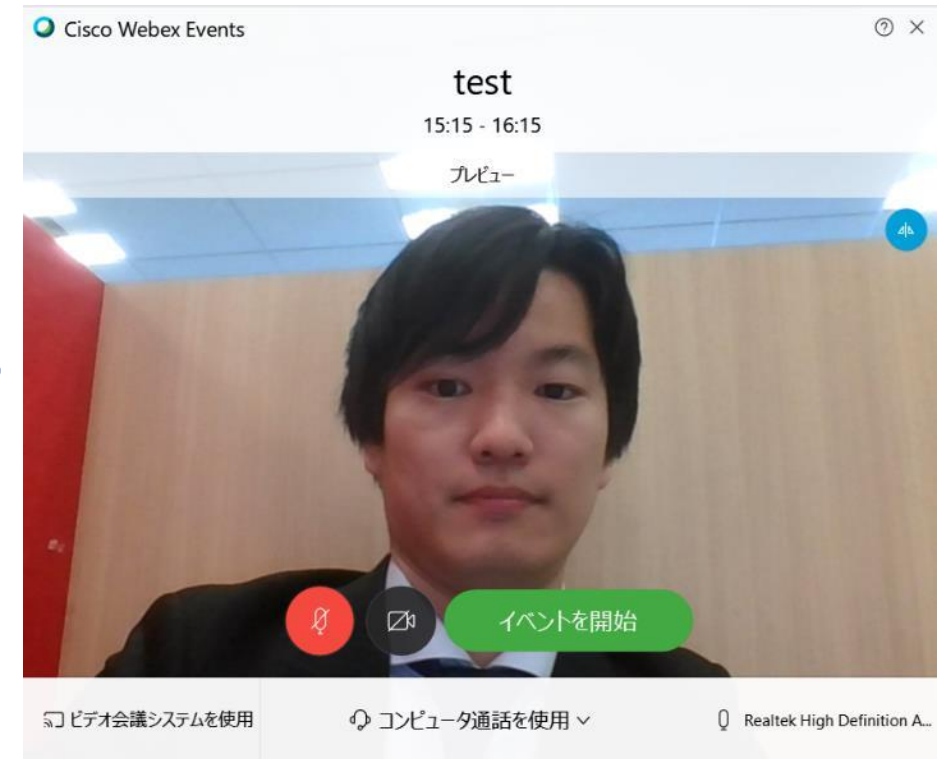 Cisco Webex Events
test
15:15 - 16:15
プレビュー
イベントを開始
ビデオ会議システムを使用
コンピュータ通話を使用
Realtek High Definition A...